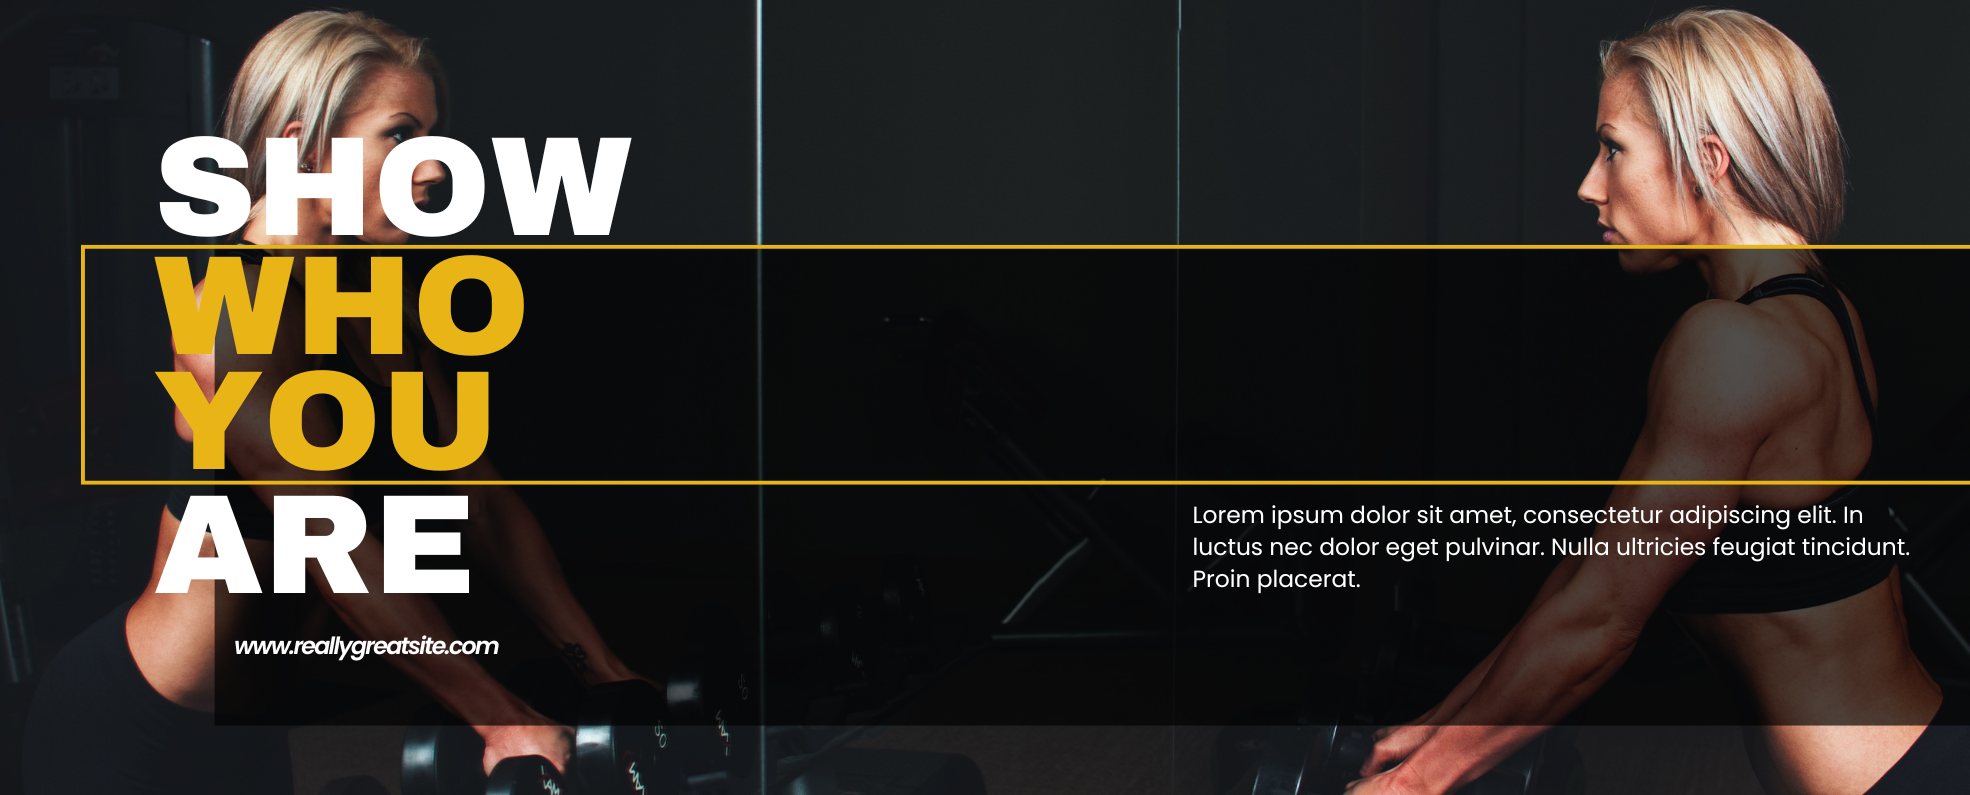 SHOW
WHO
YOU
ARE
www.reallygreatsite.com
Lorem ipsum dolor sit amet, consectetur adipiscing elit. In
luctus nec dolor eget pulvinar. Nulla ultricies feugiat tincidunt.
Proin placerat.